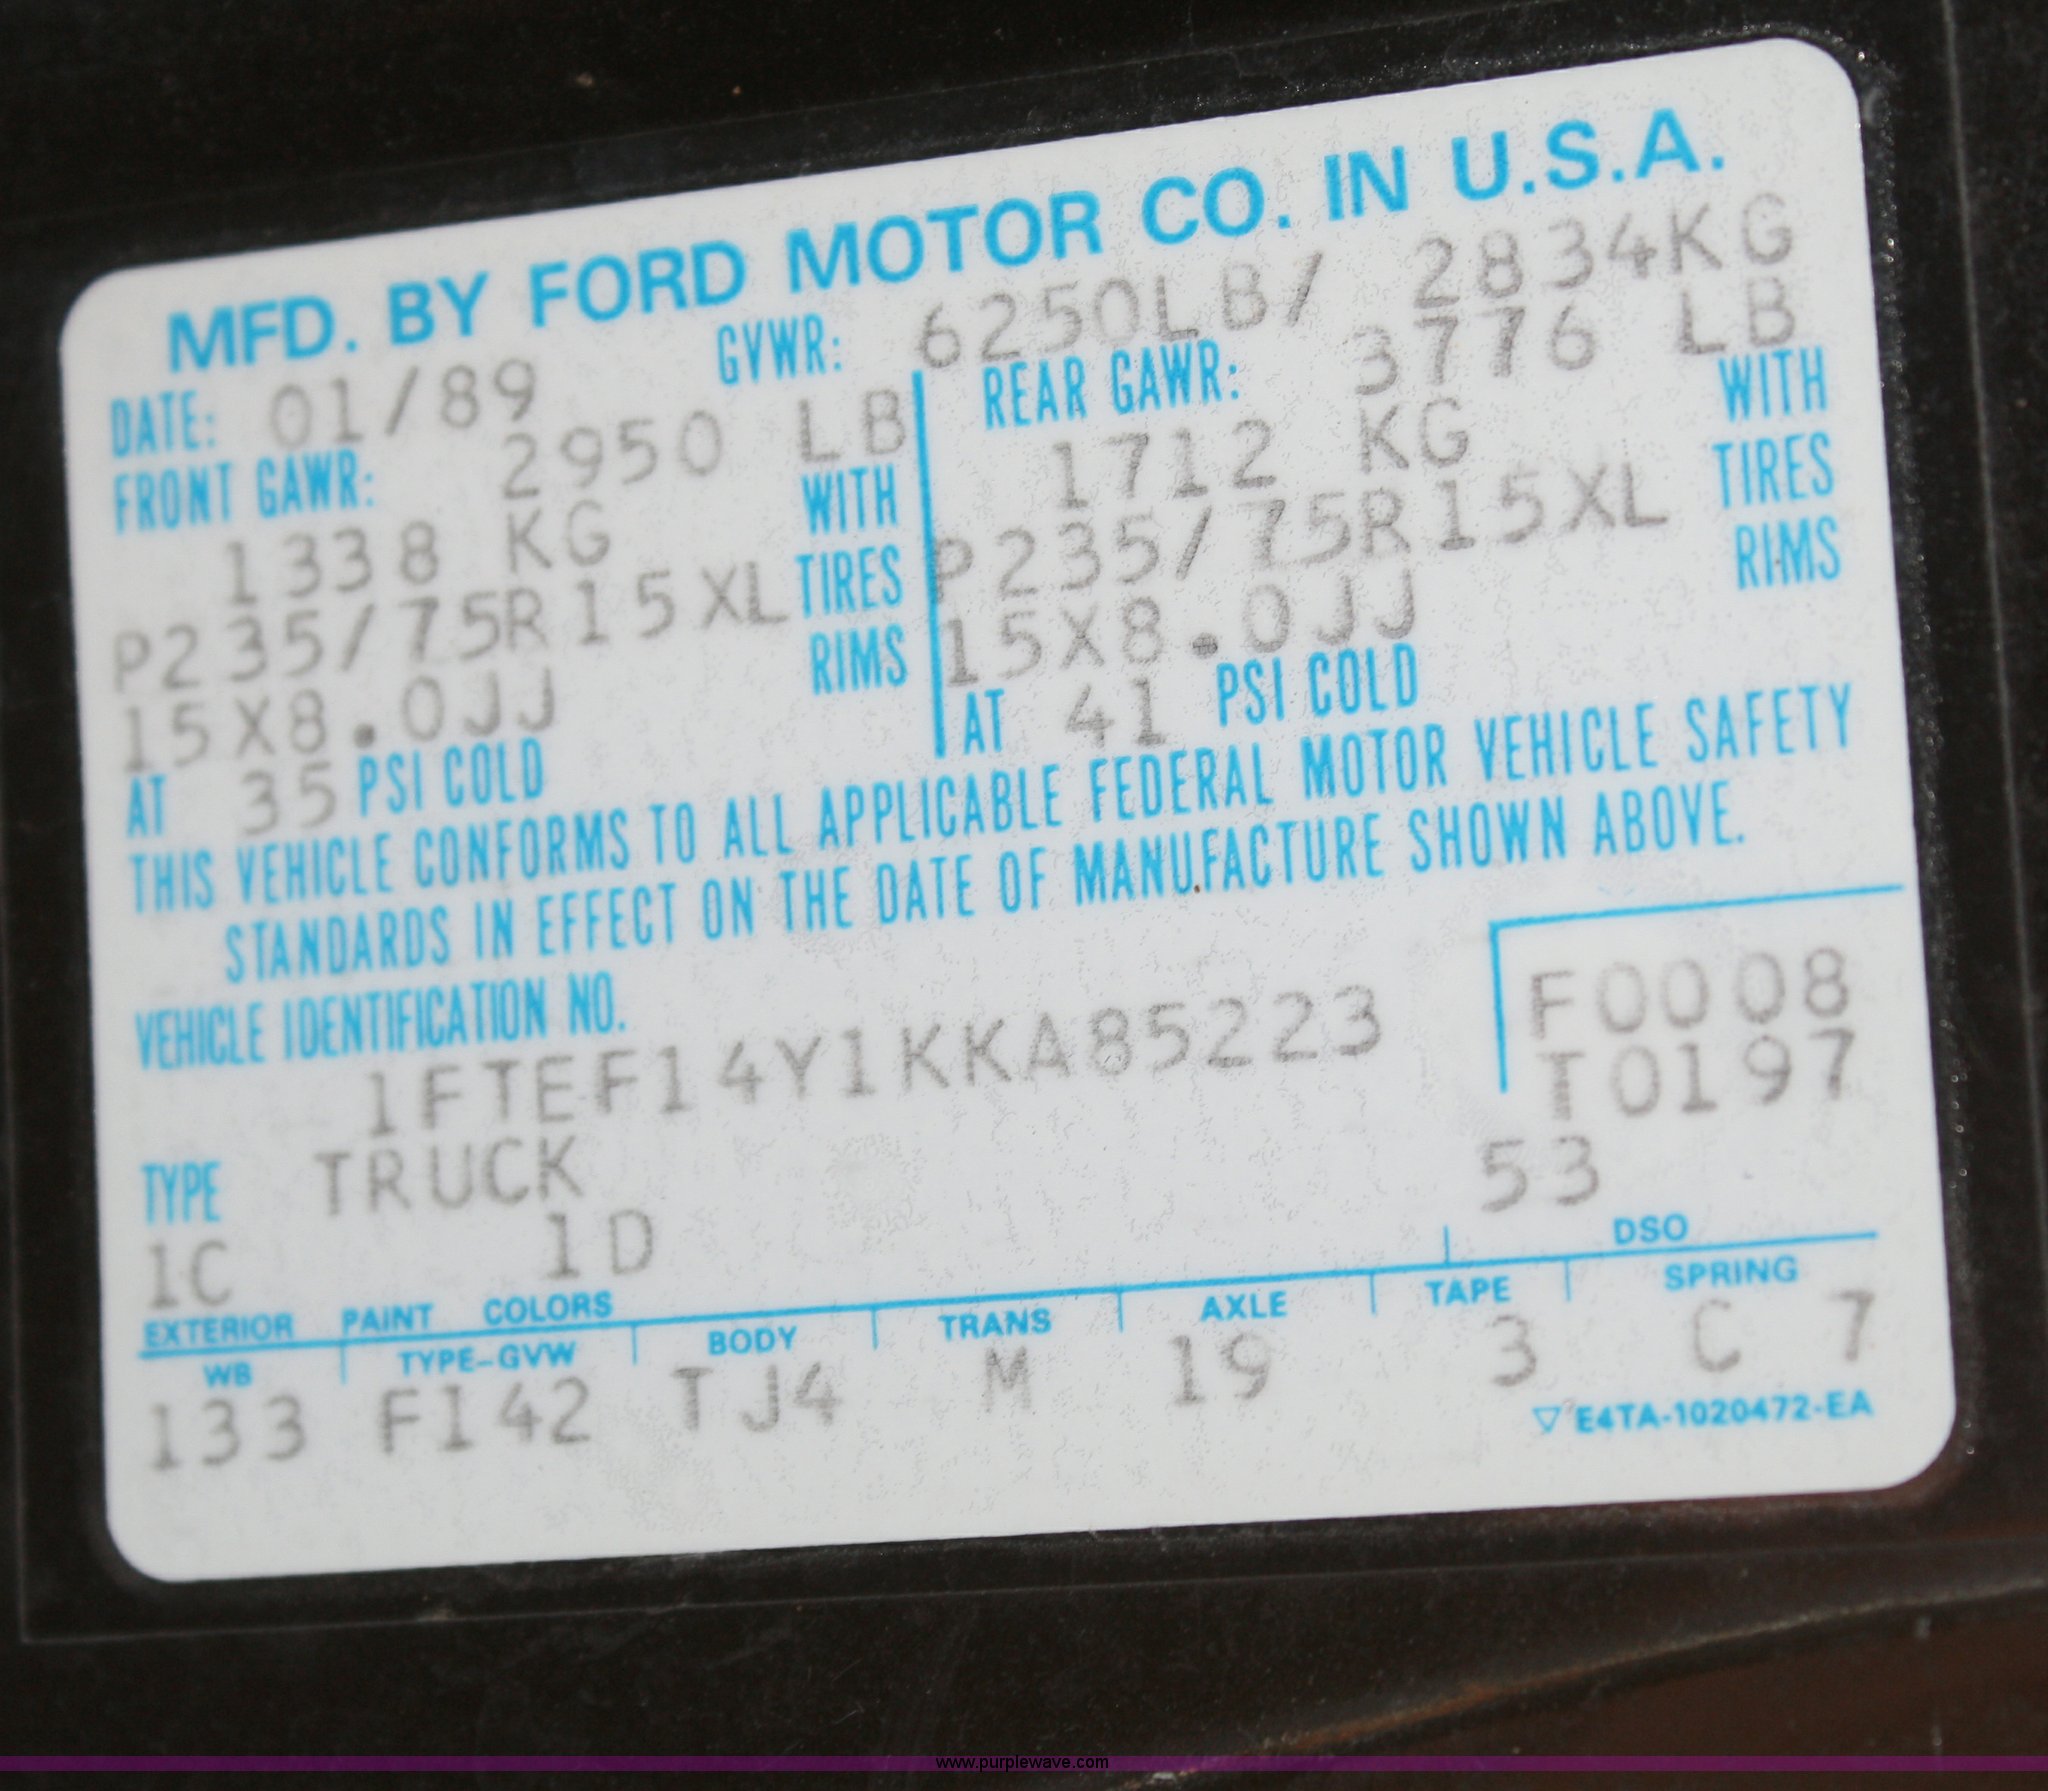 MFD. BY FORD MOTOR CO. IN U.S.A.
DATE: 01/89 GVWR: 6250LB/ 2834KG
FRONT GAWR: 2950 LB
1338 KG WITH
P235/75R15XL TIRES
15X8.0JJ RIMS
AT 35 PSI COLD
REAR GAWR: 3776 LB
1712 KG WITH
P235/75R15XL TIRES
15X8.0JJ RIMS
AT 41 PSI COLD
THIS VEHICLE CONFORMS TO ALL APPLICABLE FEDERAL MOTOR VEHICLE SAFETY
STANDARDS IN EFFECT ON THE DATE OF MANUFACTURE SHOWN ABOVE.
VEHICLE IDENTIFICATION NO.
1FTEF14Y1KKA85223
F0008
T0197
TYPE TRUCK
53
1C 1D
EXTERIOR PAINT COLORS DSO
WB TYPE-GVW BODY TRANS AXLE TAPE SPRING
133 F142 TJ4 M 19 3 C 7
▽ E4TA-1020472-EA
www.purplewave.com